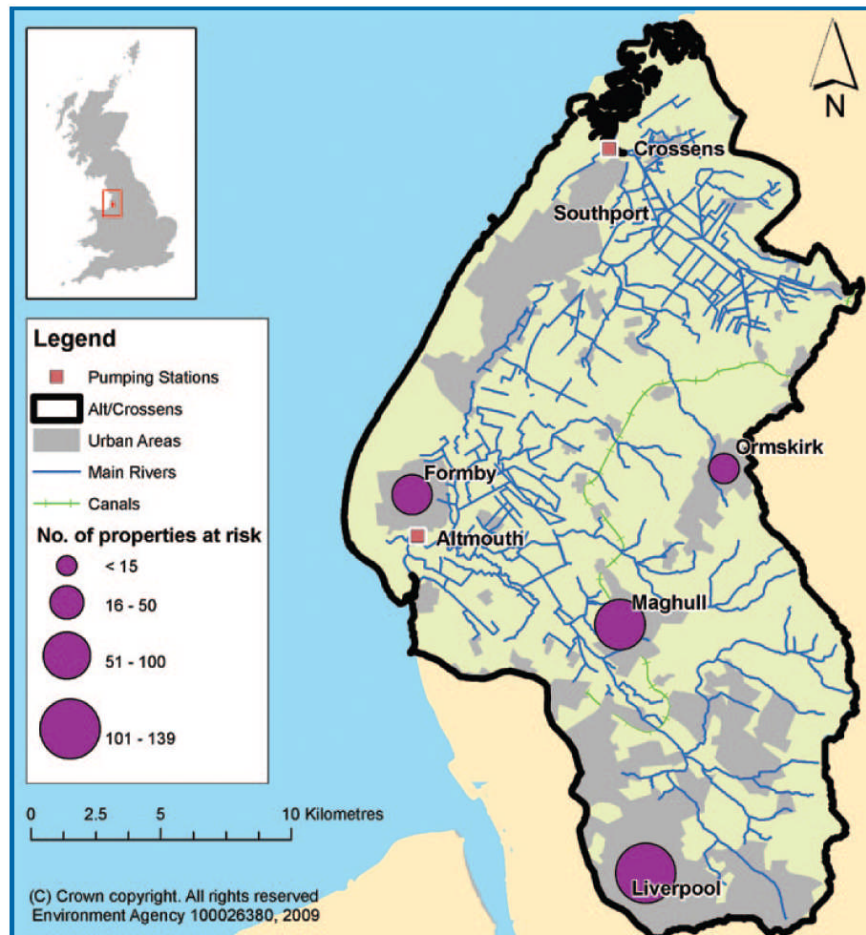 N
Crossens
Southport
Legend
Pumping Stations
Alt/Crossens
Urban Areas
Main Rivers
Canals
No. of properties at risk
< 15
16 - 50
51 - 100
101 - 139
Ormskirk
Formby
Altmouth
Maghull
Liverpool
0 2.5 5 10 Kilometres
(C) Crown copyright. All rights reserved
Environment Agency 100026380, 2009